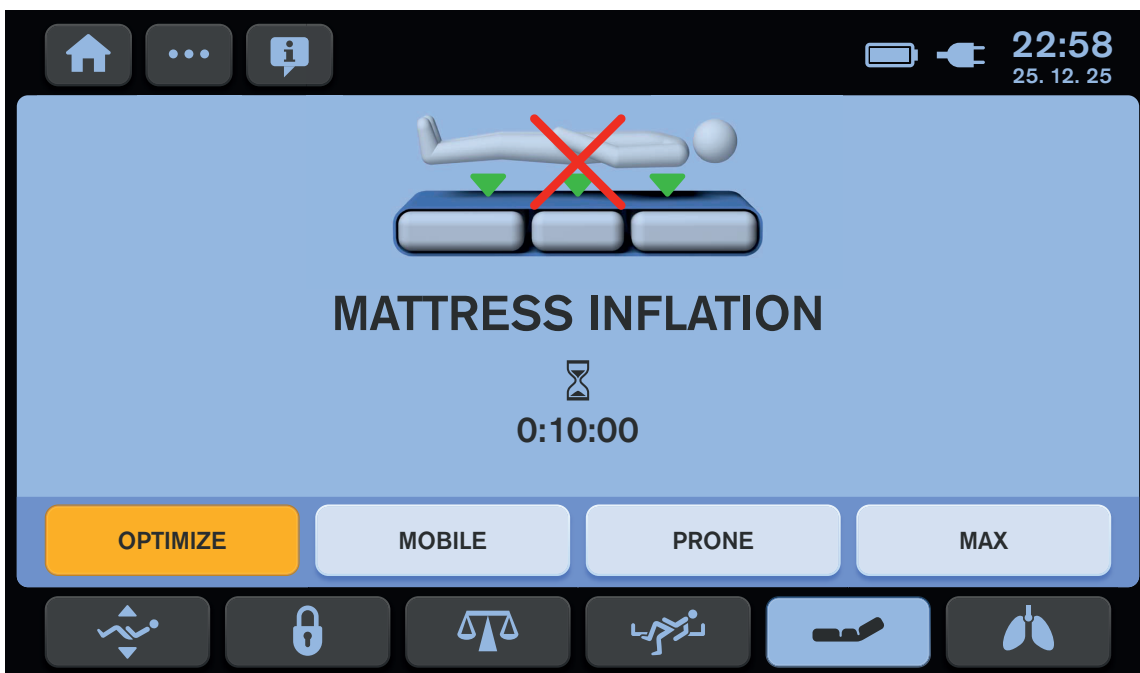 22:58
25. 12. 25
MATTRESS INFLATION
0:10:00
OPTIMIZE
MOBILE
PRONE
MAX